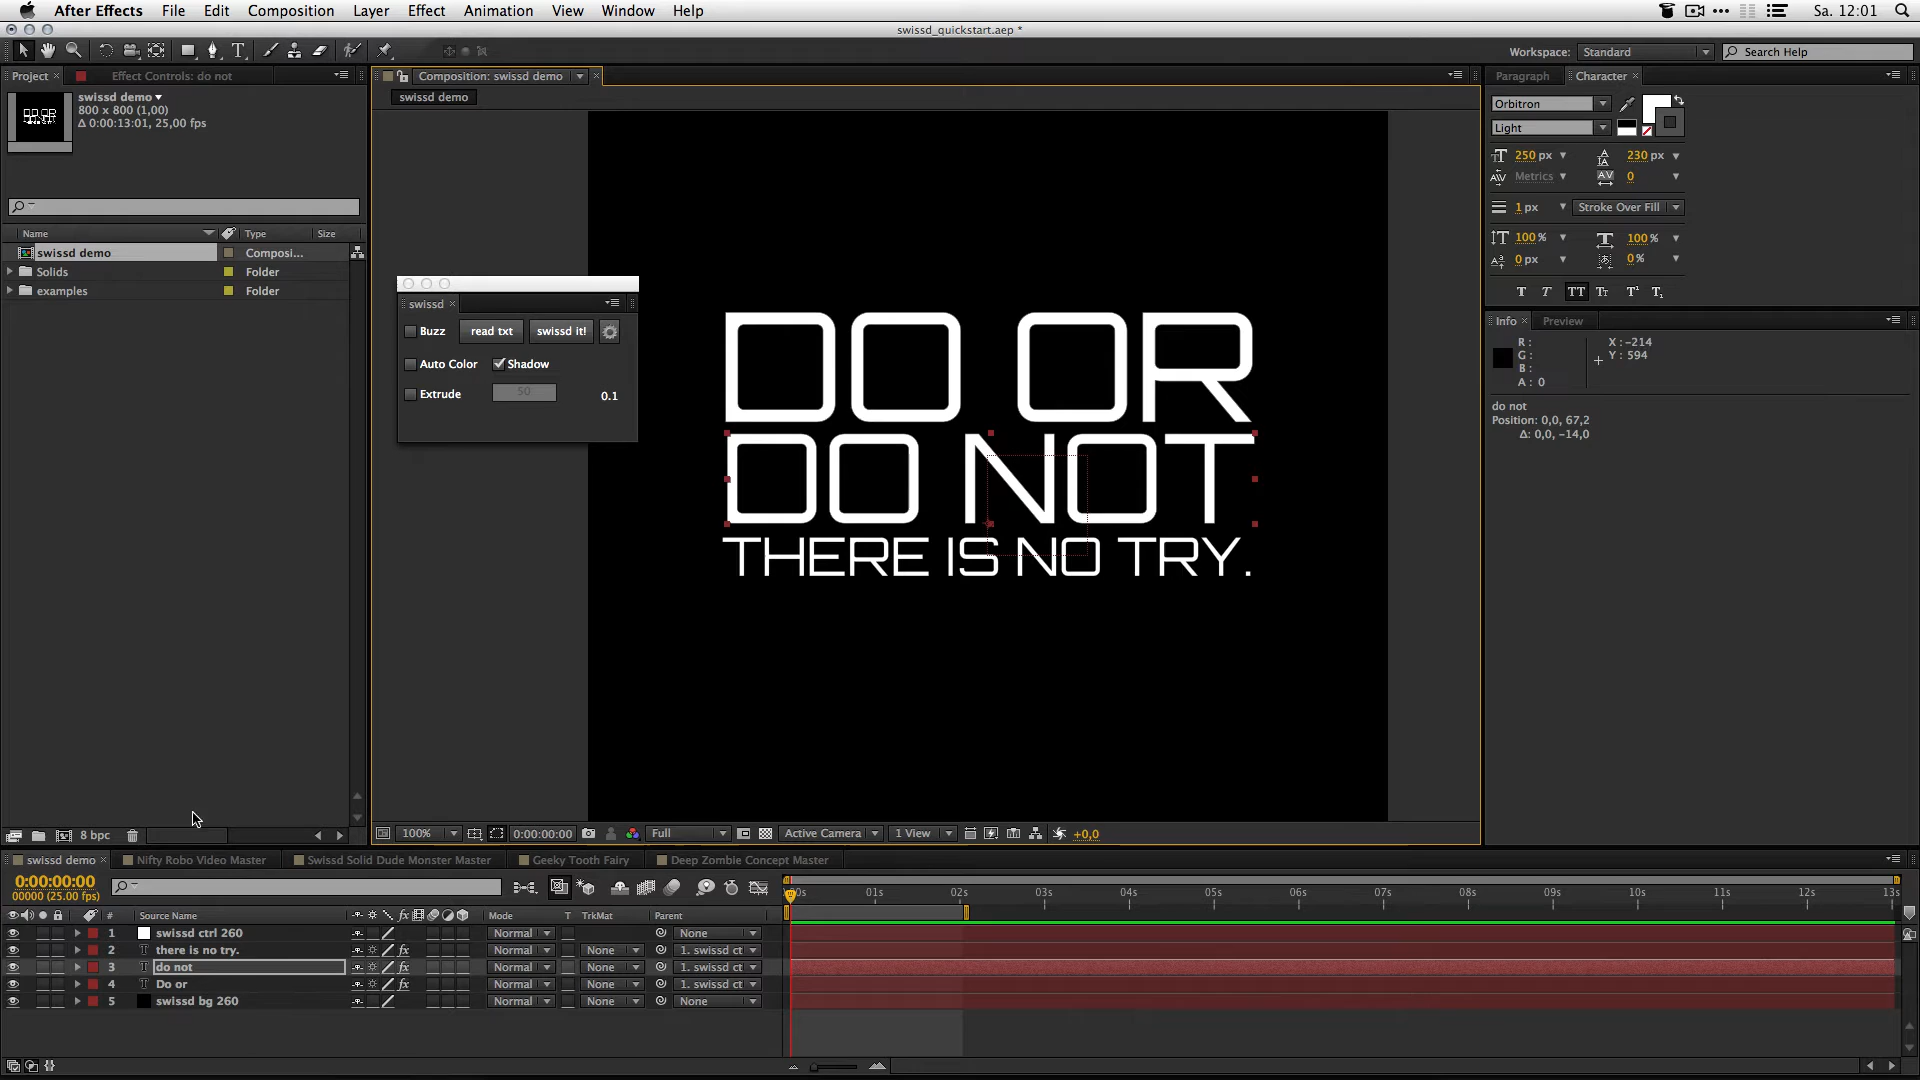 After Effects File Edit Composition Layer Effect Animation View Window Help Sa. 12:01
swissd_quickstart.aep *
Workspace: Standard Search Help
Project Effect Controls: do not Composition: swissd demo Paragraph Character
swissd demo
800 x 800 (1,00)
Δ 0:00:13:01, 25,00 fps
swissd demo
Orbitron
Light
250 px 230 px
Metrics 0
1 px Stroke Over Fill
100% 100%
0 px 0%
T T TT Tт T¹ T₁
Name Type Size
swissd demo Composi...
Solids Folder
examples Folder
swissd
Buzz read txt swissd it!
Auto Color Shadow
Extrude 50 0.1
DO OR
DO NOT
THERE IS NO TRY.
Info Preview
R : X : -214
G : Y : 594
B :
A : 0
do not
Position: 0,0, 67,2
Δ: 0,0, -14,0
8 bpc 100% 0:00:00:00 Full Active Camera 1 View +0,0
swissd demo Nifty Robo Video Master Swissd Solid Dude Monster Master Geeky Tooth Fairy Deep Zombie Concept Master
0:00:00:00
00000 (25.00 fps)
00s 01s 02s 03s 04s 05s 06s 07s 08s 09s 10s 11s 12s 13s
# Source Name Mode T TrkMat Parent
1 swissd ctrl 260 Normal None
2 there is no try. Normal None 1. swissd ct
3 do not Normal None 1. swissd ct
4 Do or Normal None 1. swissd ct
5 swissd bg 260 Normal None None